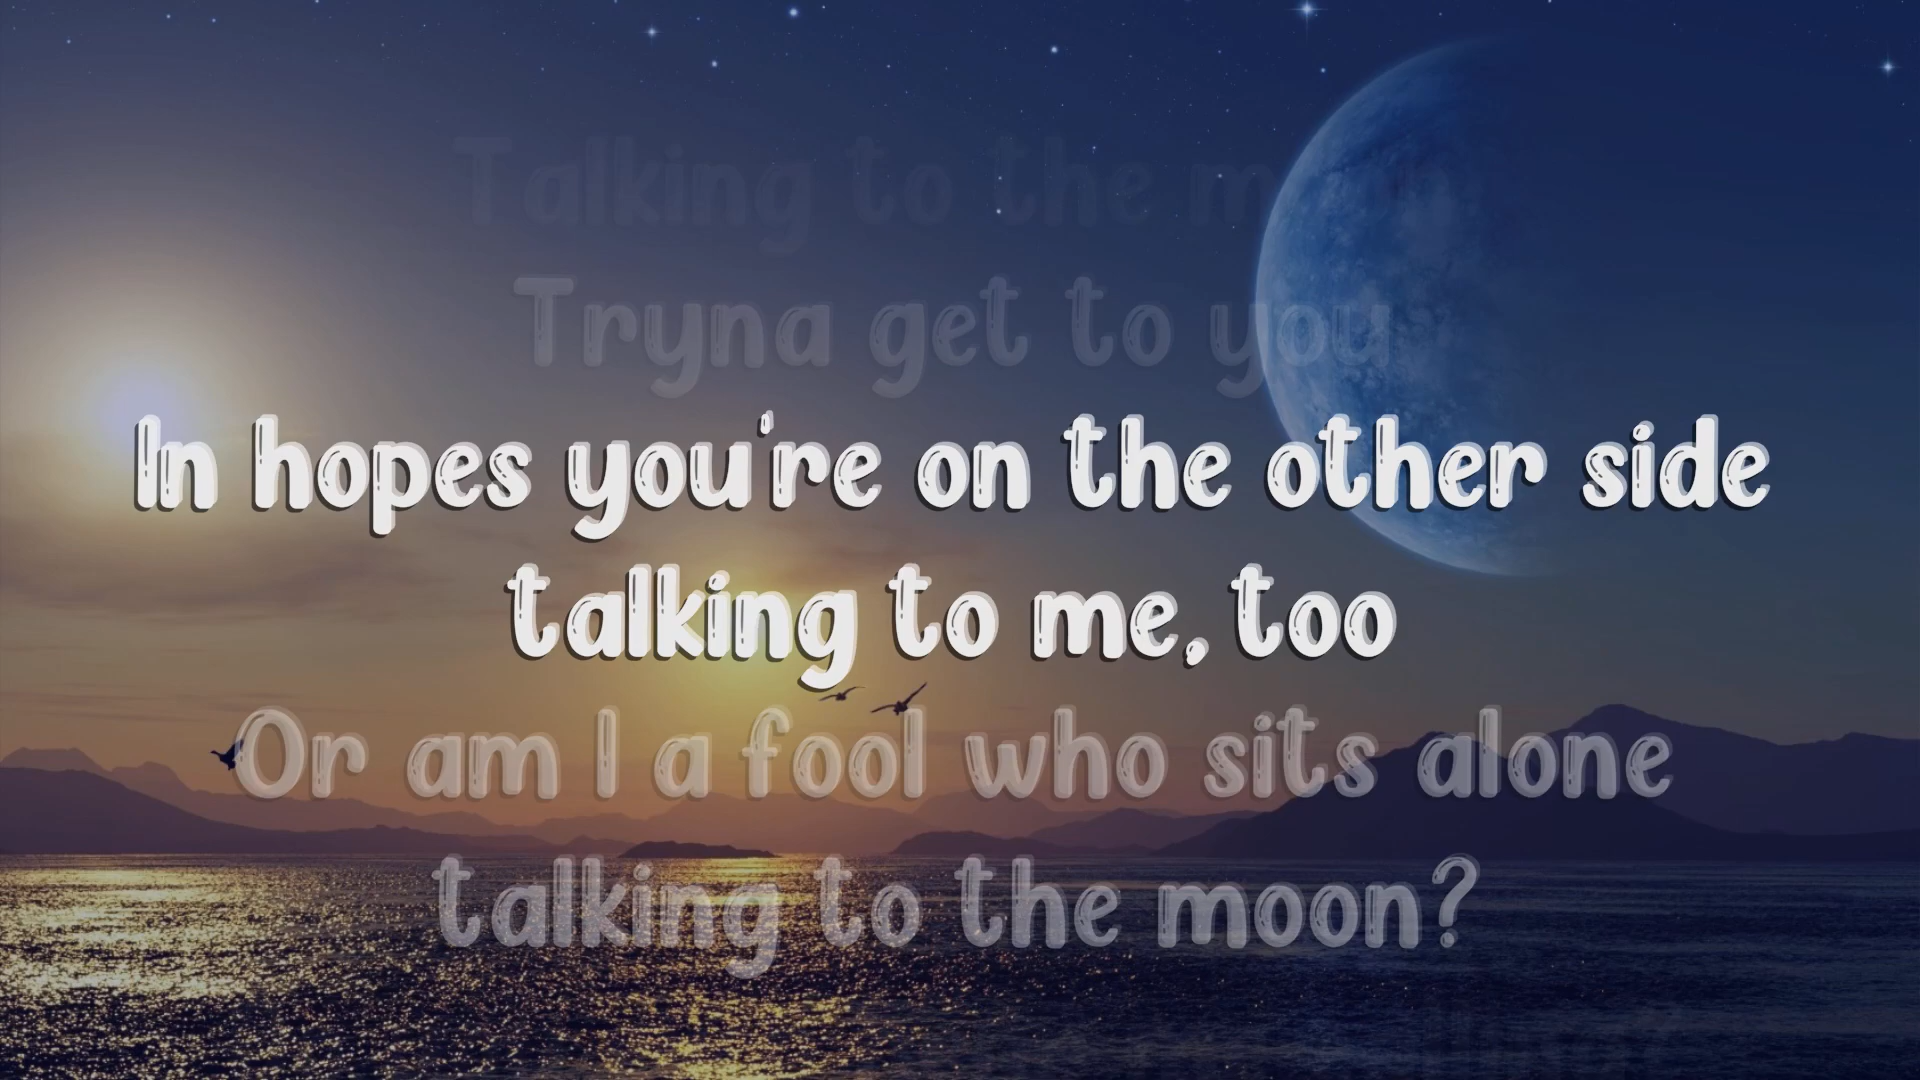 Talking to the moon
Tryna get to you
In hopes you're on the other side
talking to me, too
Or am I a fool who sits alone
talking to the moon?